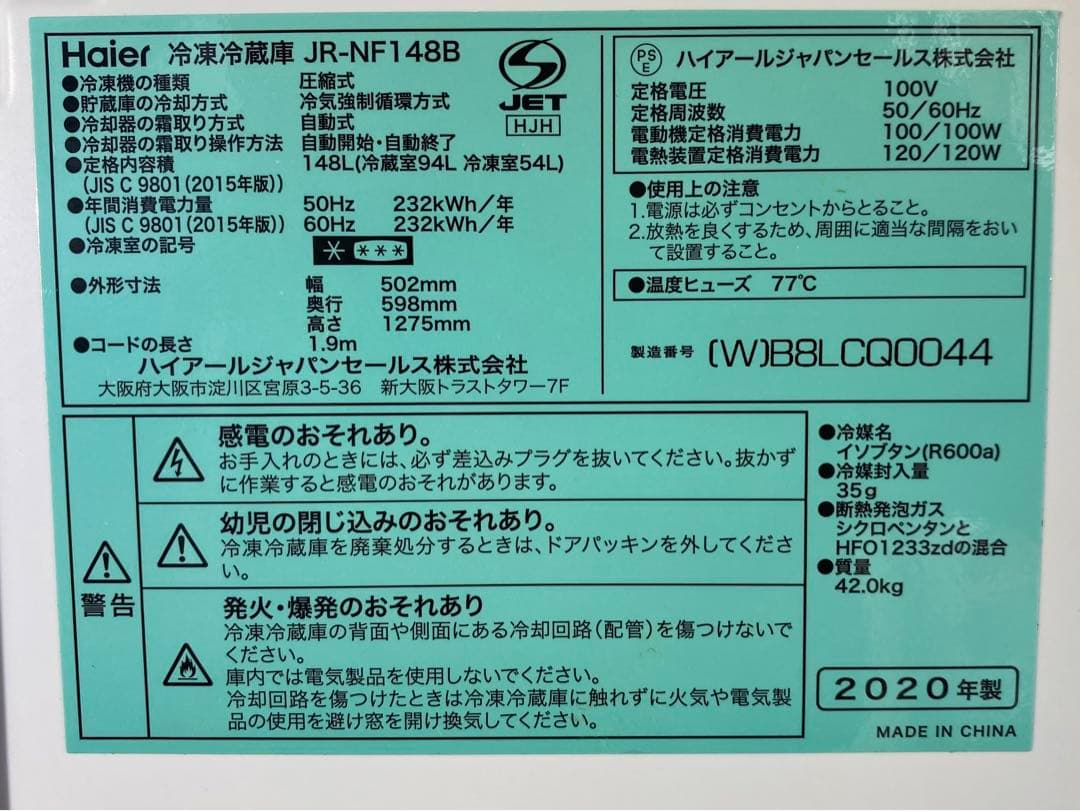 Haier 冷凍冷蔵庫 JR-NF148B
●冷凍機の種類 圧縮式
●貯蔵庫の冷却方式 冷気強制循環方式
●冷却器の霜取り方式 自動式
●冷却器の霜取り操作方法 自動開始・自動終了
●定格内容積 148L(冷蔵室94L 冷凍室54L)
(JIS C 9801(2015年版))
●年間消費電力量 50Hz 232kWh/年
(JIS C 9801(2015年版)) 60Hz 232kWh/年
●冷凍室の記号 * ***
●外形寸法 幅 502mm
奥行 598mm
高さ 1275mm
●コードの長さ 1.9m
ハイアールジャパンセールス株式会社
大阪府大阪市淀川区宮原3-5-36 新大阪トラストタワー7F
S
JET
HJH
PS
E
ハイアールジャパンセールス株式会社
定格電圧 100V
定格周波数 50/60Hz
電動機定格消費電力 100/100W
電熱装置定格消費電力 120/120W
●使用上の注意
1.電源は必ずコンセントからとること。
2.放熱を良くするため、周囲に適当な間隔をおい
て設置すること。
●温度ヒューズ 77℃
製造番号 (W)B8LCQ0044
警告
感電のおそれあり。
お手入れのときには、必ず差込みプラグを抜いてください。抜かず
に作業すると感電のおそれがあります。
幼児の閉じ込みのおそれあり。
冷凍冷蔵庫を廃棄処分するときは、ドアパッキンを外してくださ
い。
発火・爆発のおそれあり
冷凍冷蔵庫の背面や側面にある冷却回路(配管)を傷つけないで
ください。
庫内では電気製品を使用しないでください。
冷却回路を傷つけたときは冷凍冷蔵庫に触れずに火気や電気製
品の使用を避け窓を開け換気してください。
●冷媒名
イソブタン(R600a)
●冷媒封入量
35g
●断熱発泡ガス
シクロペンタンと
HFO1233zdの混合
●質量
42.0kg
2020年製
MADE IN CHINA